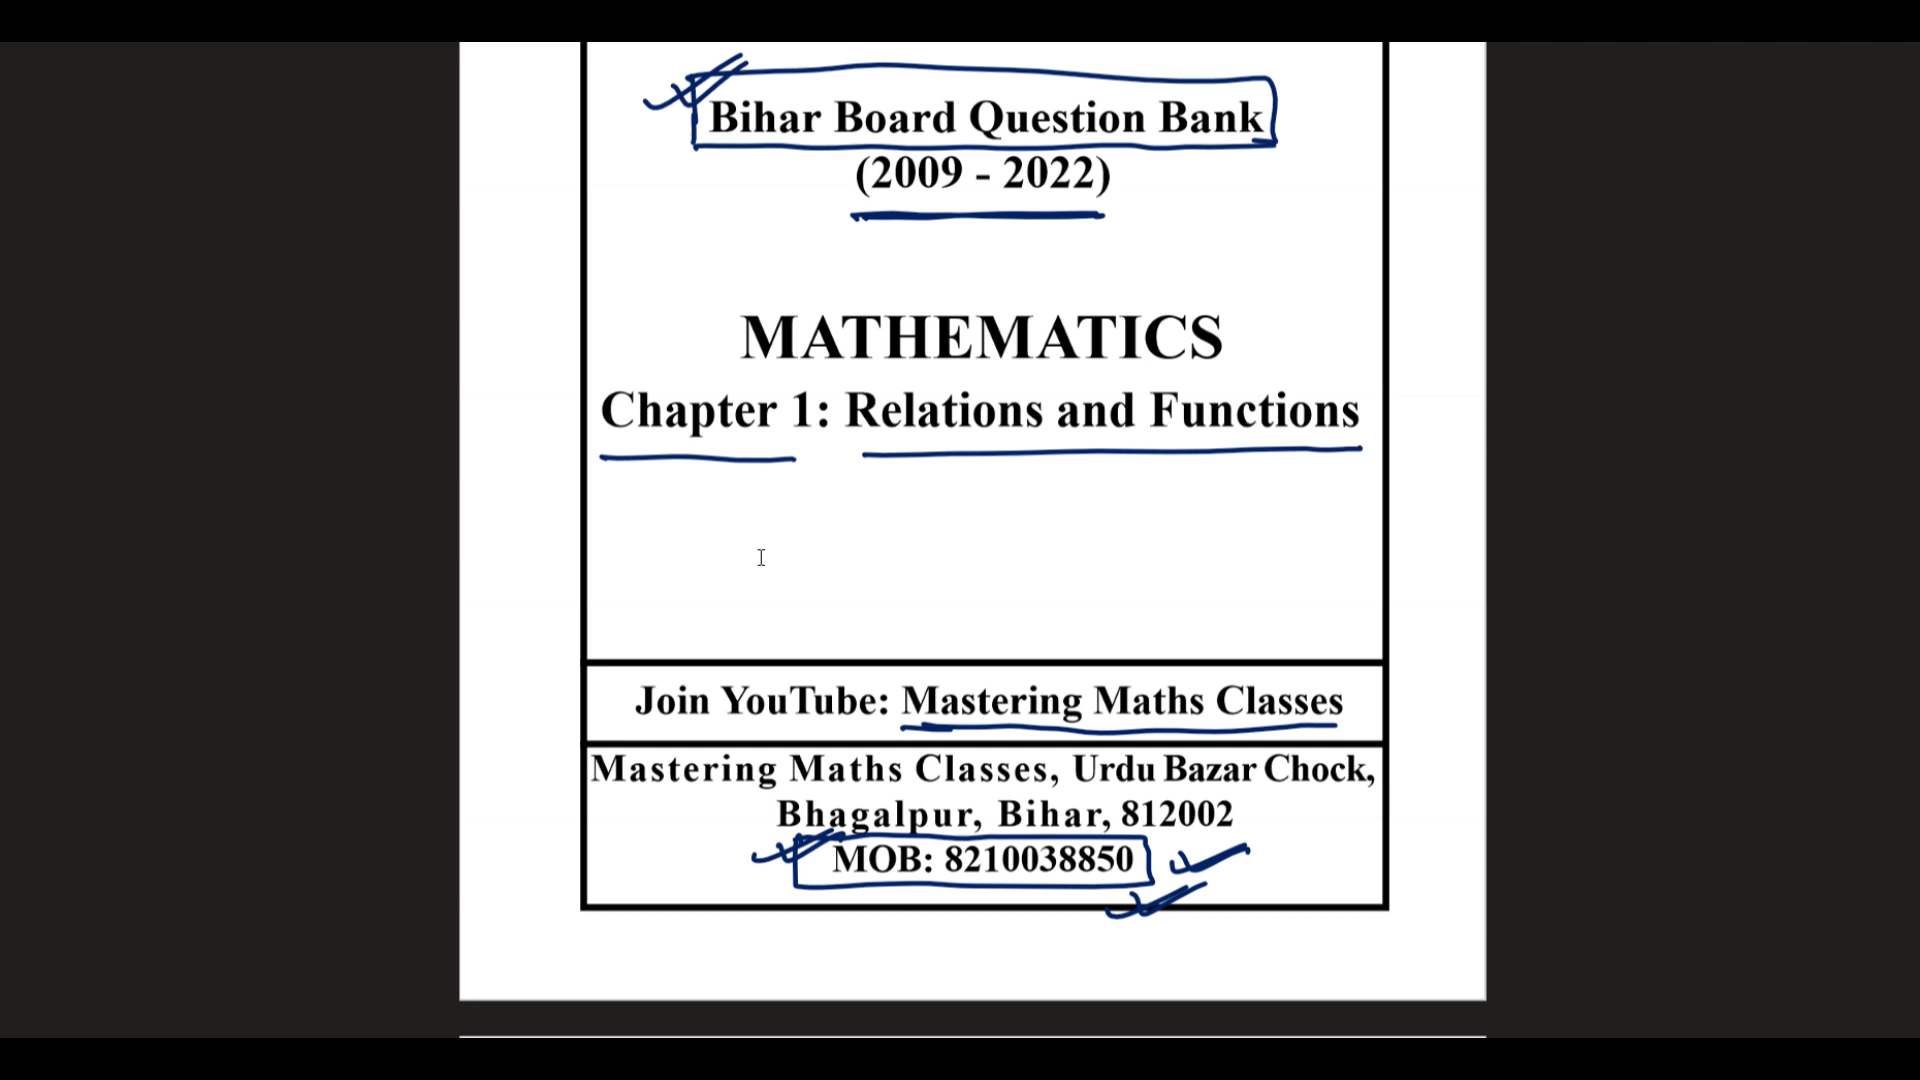 Bihar Board Question Bank
(2009 - 2022)
MATHEMATICS
Chapter 1: Relations and Functions
Join YouTube: Mastering Maths Classes
Mastering Maths Classes, Urdu Bazar Chock,
Bhagalpur, Bihar, 812002
MOB: 8210038850